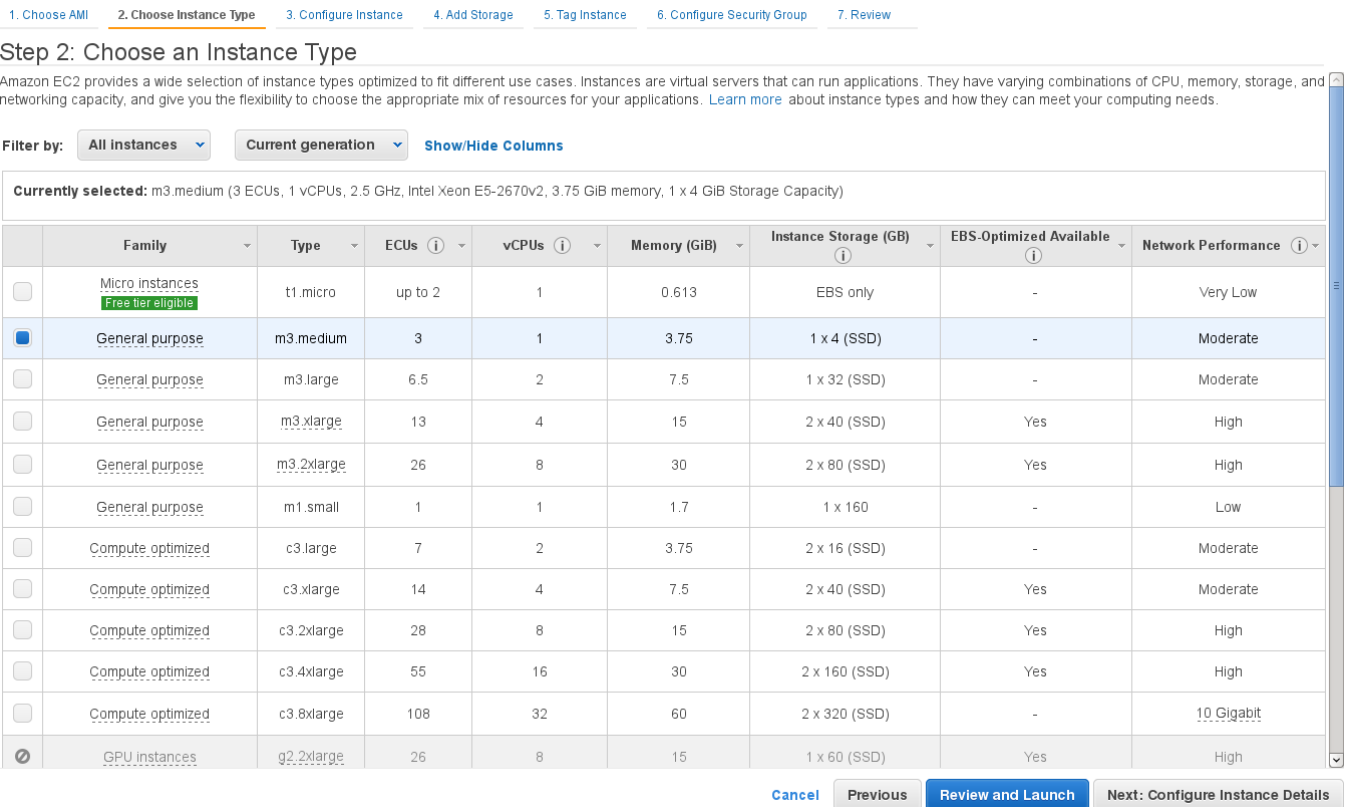 1. Choose AMI 2. Choose Instance Type 3. Configure Instance 4. Add Storage 5. Tag Instance 6. Configure Security Group 7. Review
Step 2: Choose an Instance Type
Amazon EC2 provides a wide selection of instance types optimized to fit different use cases. Instances are virtual servers that can run applications. They have varying combinations of CPU, memory, storage, and
networking capacity, and give you the flexibility to choose the appropriate mix of resources for your applications. Learn more about instance types and how they can meet your computing needs.
Filter by: All instances Current generation Show/Hide Columns
Currently selected: m3.medium (3 ECUs, 1 vCPUs, 2.5 GHz, Intel Xeon E5-2670v2, 3.75 GiB memory, 1 x 4 GiB Storage Capacity)
Family Type ECUs i vCPUs i Memory (GiB) Instance Storage (GB) i EBS-Optimized Available i Network Performance i
Micro instances t1.micro up to 2 1 0.613 EBS only - Very Low
Free tier eligible
General purpose m3.medium 3 1 3.75 1 x 4 (SSD) - Moderate
General purpose m3.large 6.5 2 7.5 1 x 32 (SSD) - Moderate
General purpose m3.xlarge 13 4 15 2 x 40 (SSD) Yes High
General purpose m3.2xlarge 26 8 30 2 x 80 (SSD) Yes High
General purpose m1.small 1 1 1.7 1 x 160 - Low
Compute optimized c3.large 7 2 3.75 2 x 16 (SSD) - Moderate
Compute optimized c3.xlarge 14 4 7.5 2 x 40 (SSD) Yes Moderate
Compute optimized c3.2xlarge 28 8 15 2 x 80 (SSD) Yes High
Compute optimized c3.4xlarge 55 16 30 2 x 160 (SSD) Yes High
Compute optimized c3.8xlarge 108 32 60 2 x 320 (SSD) - 10 Gigabit
GPU instances g2.2xlarge 26 8 15 1 x 60 (SSD) Yes High
Cancel Previous Review and Launch Next: Configure Instance Details